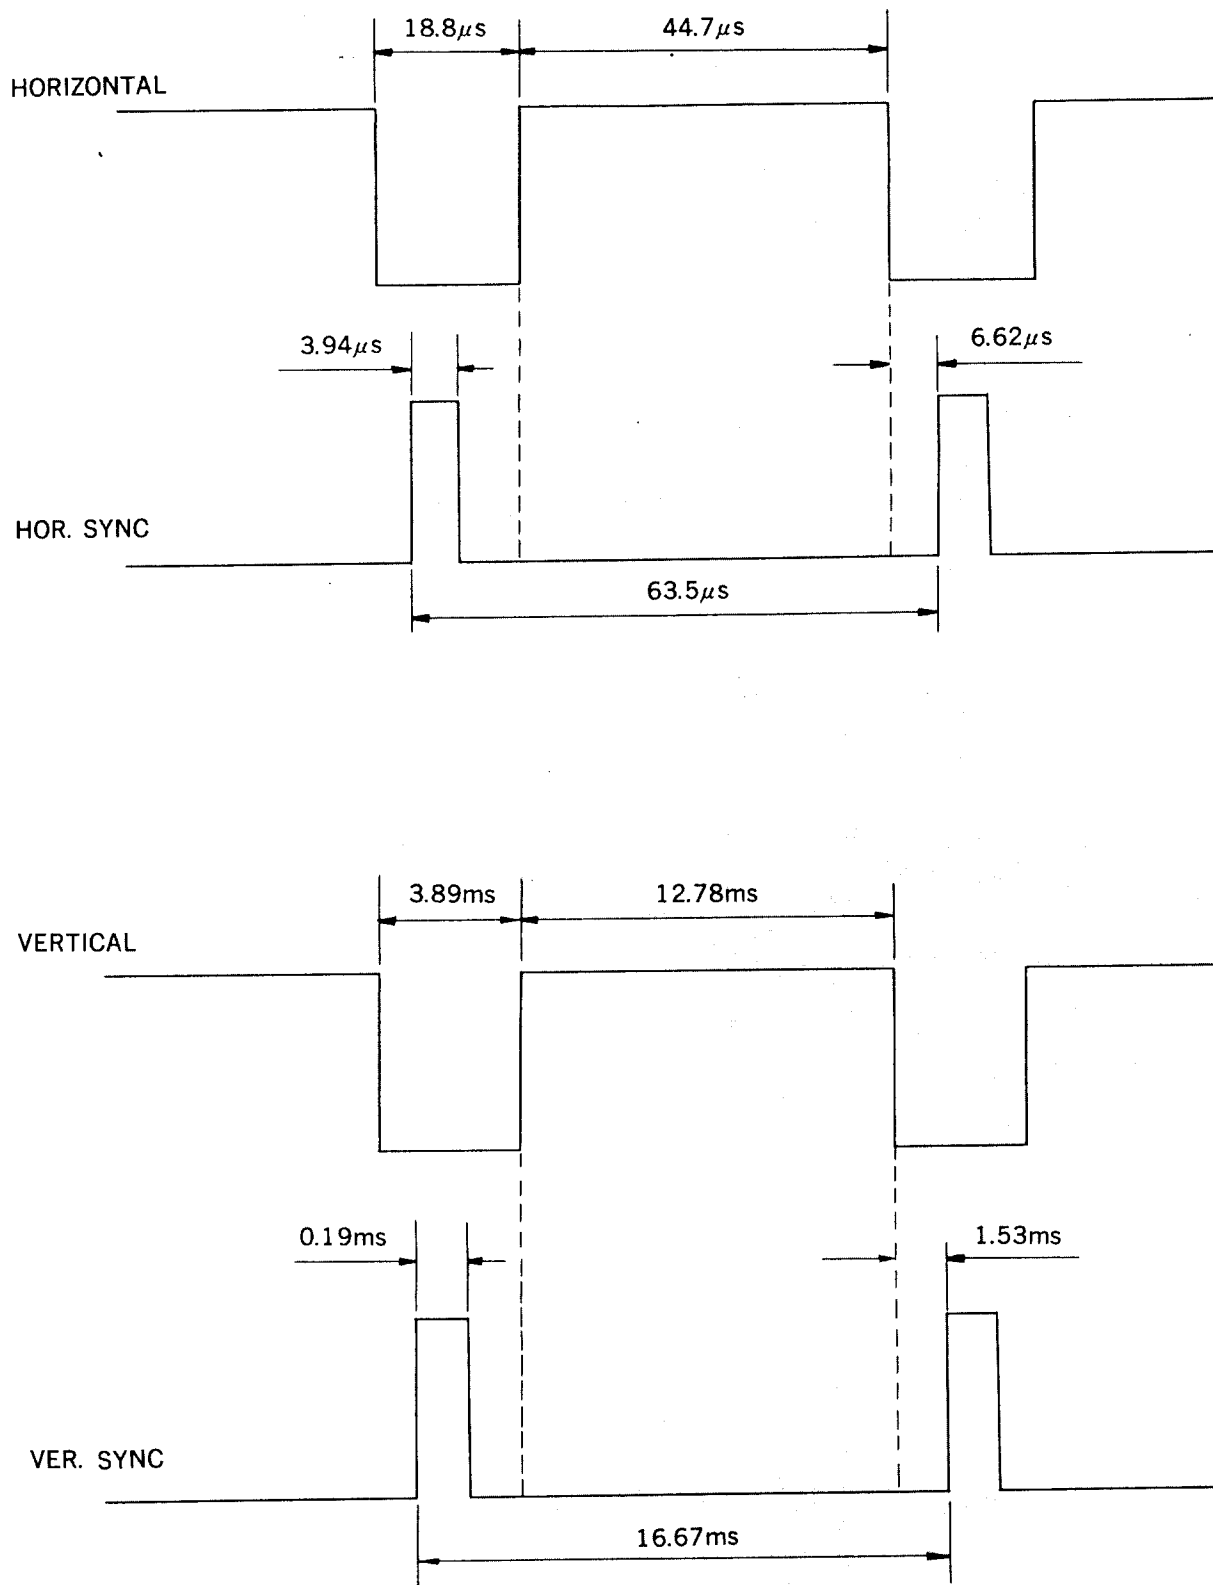 18.8μs
44.7μs
HORIZONTAL
3.94μs
6.62μs
HOR. SYNC
63.5μs
3.89ms
12.78ms
VERTICAL
0.19ms
1.53ms
VER. SYNC
16.67ms